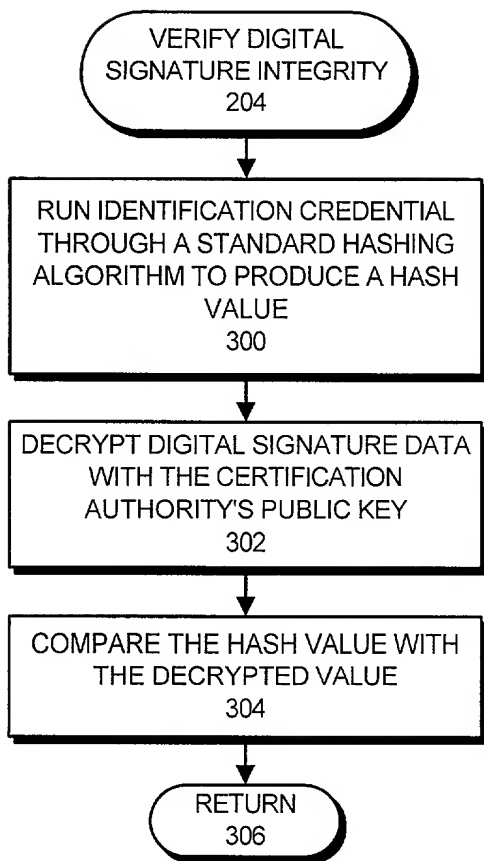 VERIFY DIGITAL
SIGNATURE INTEGRITY
204
RUN IDENTIFICATION CREDENTIAL
THROUGH A STANDARD HASHING
ALGORITHM TO PRODUCE A HASH
VALUE
300
DECRYPT DIGITAL SIGNATURE DATA
WITH THE CERTIFICATION
AUTHORITY'S PUBLIC KEY
302
COMPARE THE HASH VALUE WITH
THE DECRYPTED VALUE
304
RETURN
306